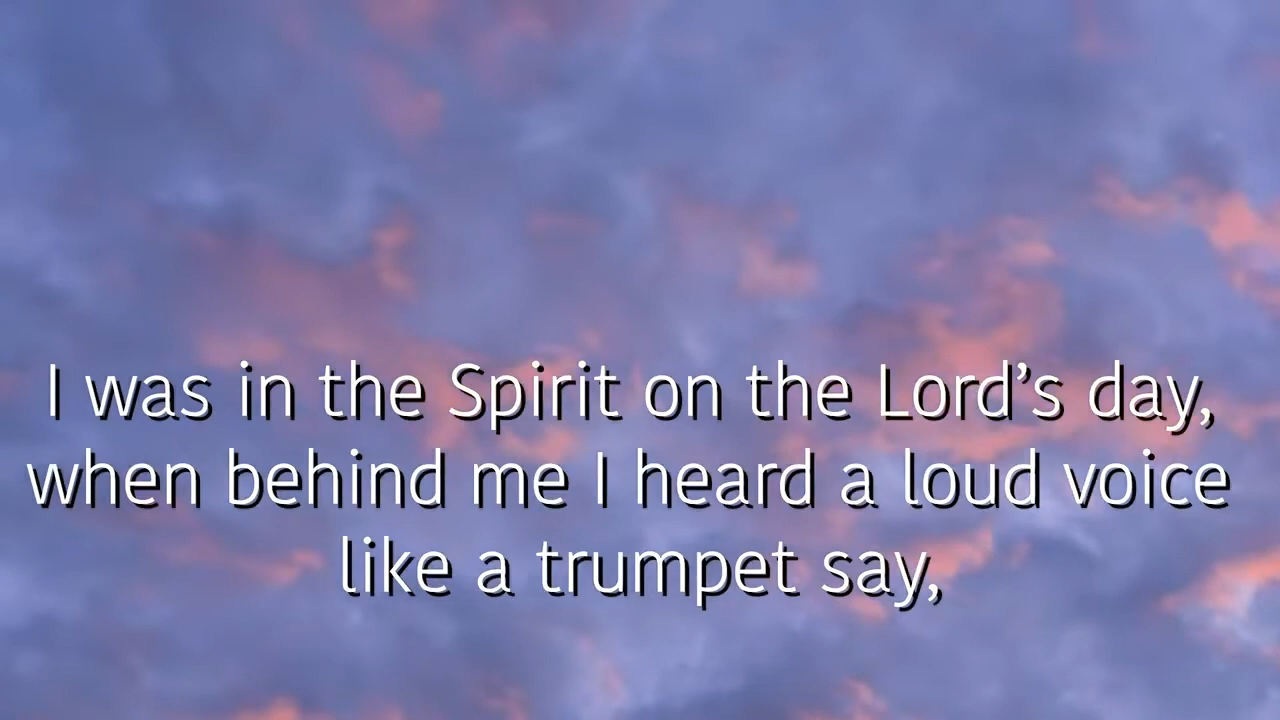 I was in the Spirit on the Lord’s day,
when behind me I heard a loud voice
like a trumpet say,